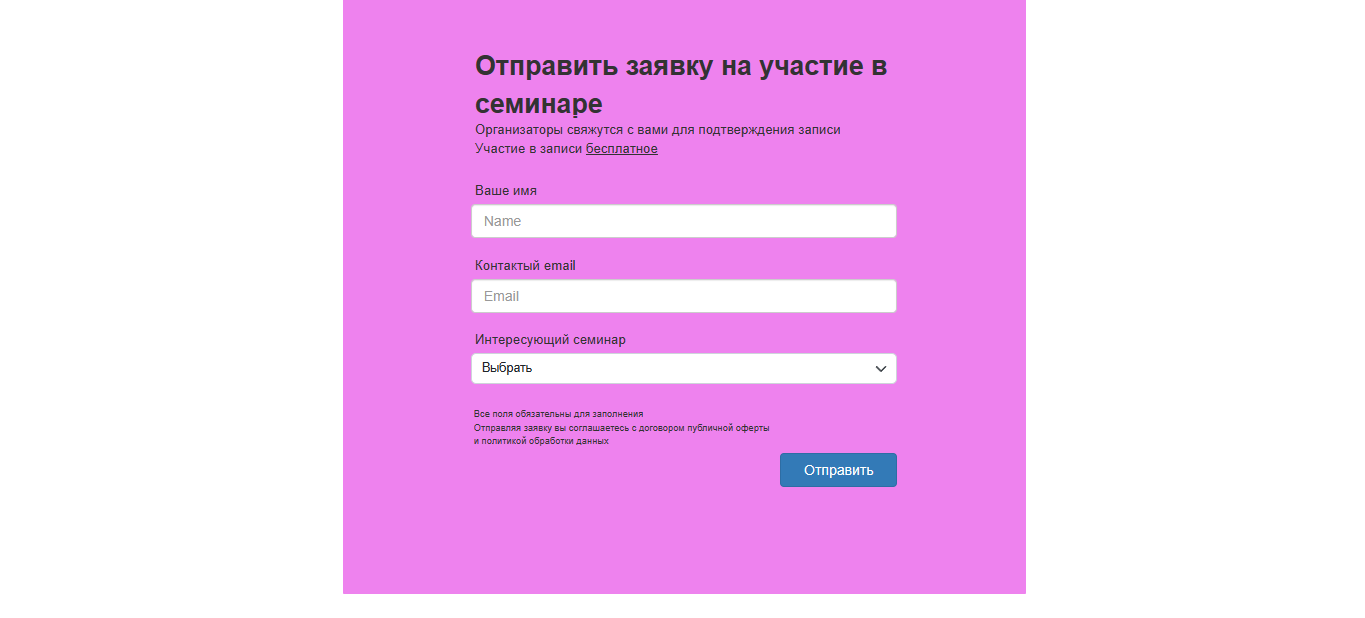 Отправить заявку на участие в
семинаре
Организаторы свяжутся с вами для подтверждения записи
Участие в записи бесплатное
Ваше имя
Name
Контактый email
Email
Интересующий семинар
Выбрать
Все поля обязательны для заполнения
Отправляя заявку вы соглашаетесь с договором публичной оферты
и политикой обработки данных
Отправить